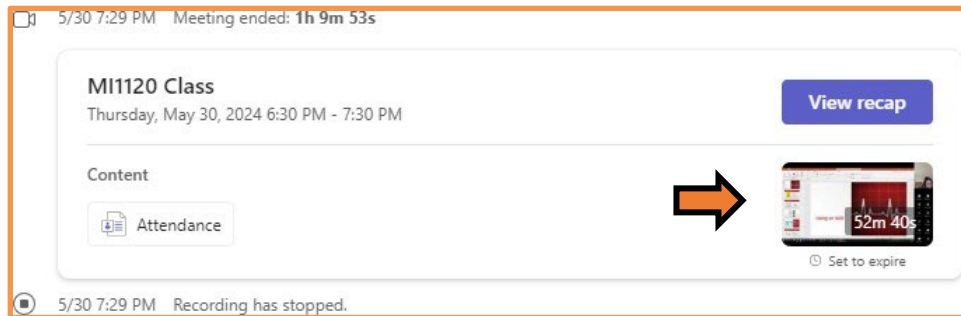 5/30 7:29 PM Meeting ended: 1h 9m 53s
MI1120 Class
Thursday, May 30, 2024 6:30 PM - 7:30 PM
View recap
Content
Attendance
52m 40s
Set to expire
5/30 7:29 PM Recording has stopped.